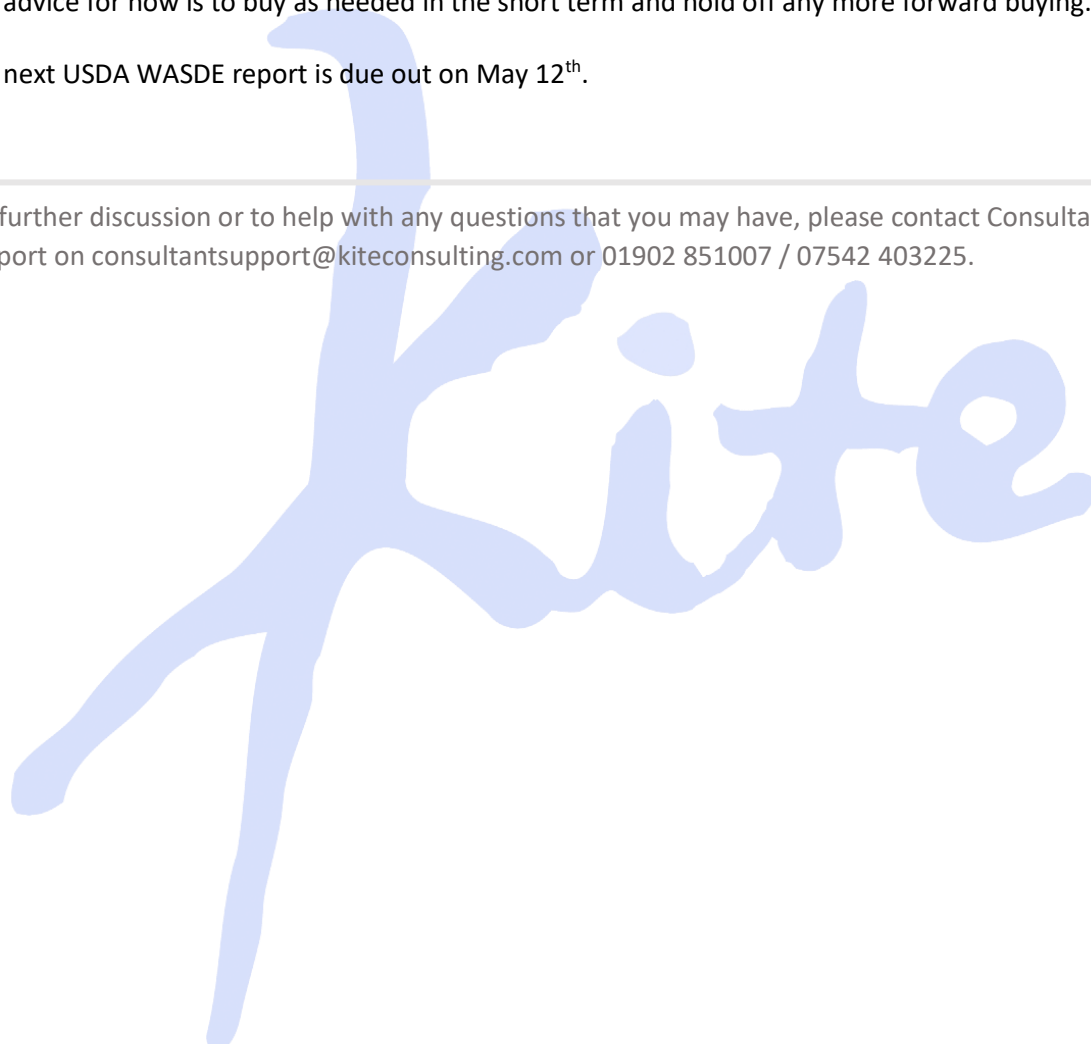 advice for now is to buy as needed in the short term and hold off any more forward buying.
next USDA WASDE report is due out on May 12th.
further discussion or to help with any questions that you may have, please contact Consulta
port on consultantsupport@kiteconsulting.com or 01902 851007 / 07542 403225.
Kite